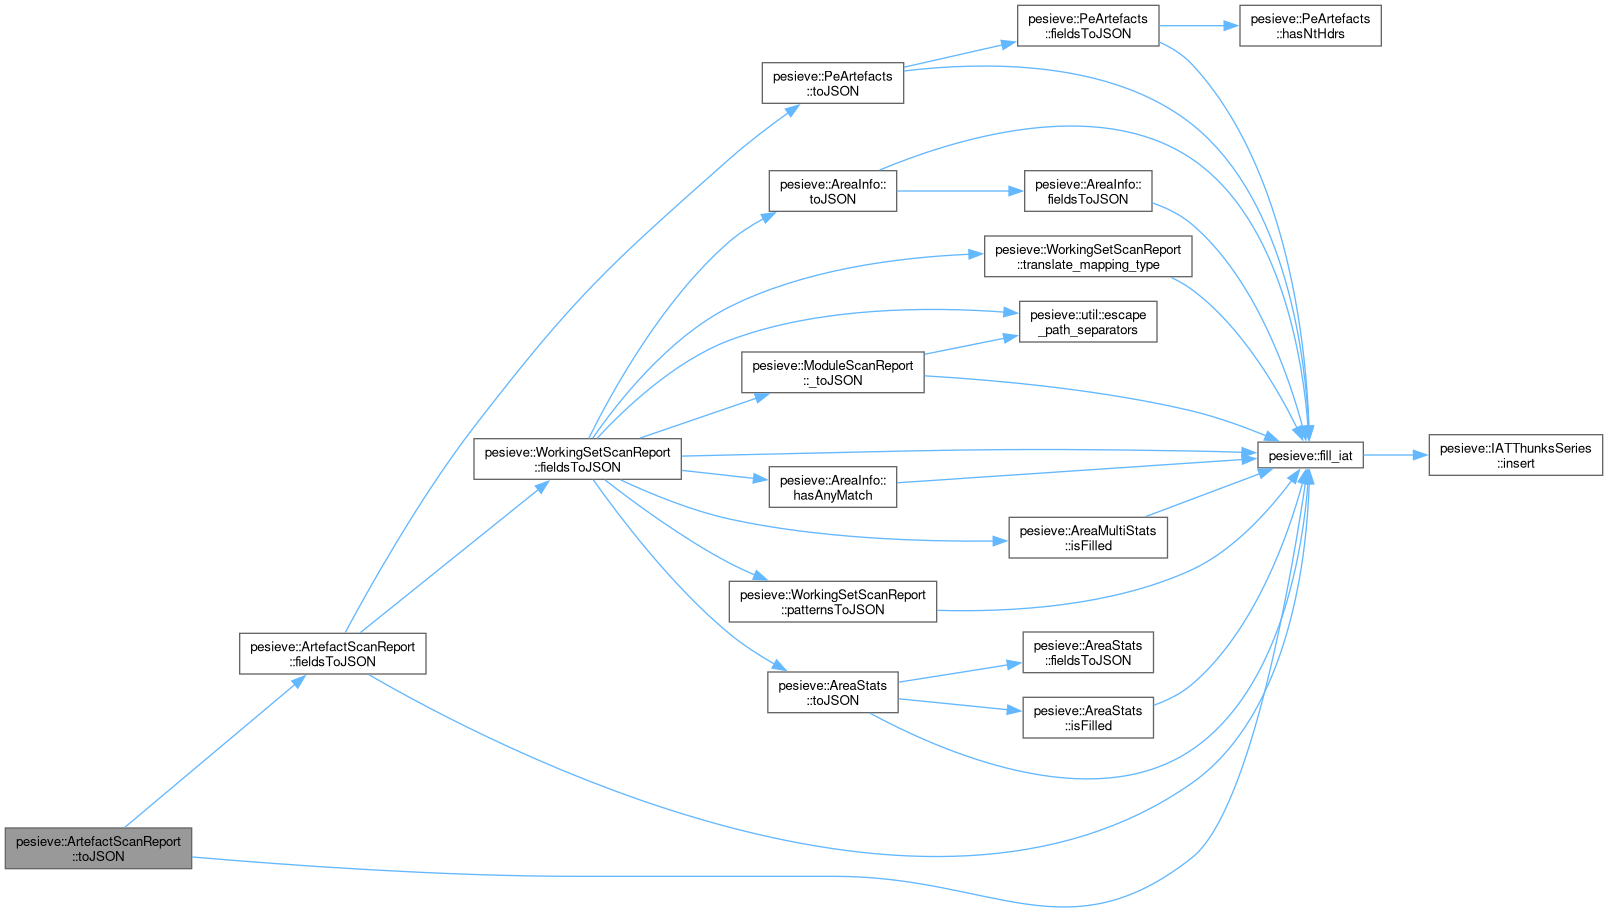 pesieve::PeArtefacts
::fieldsToJSON
pesieve::PeArtefacts
::hasNtHdrs
pesieve::PeArtefacts
::toJSON
pesieve::AreaInfo::
toJSON
pesieve::AreaInfo::
fieldsToJSON
pesieve::WorkingSetScanReport
::translate_mapping_type
pesieve::util::escape
_path_separators
pesieve::ModuleScanReport
::_toJSON
pesieve::WorkingSetScanReport
::fieldsToJSON
pesieve::fill_iat
pesieve::IATThunksSeries
::insert
pesieve::AreaInfo::
hasAnyMatch
pesieve::AreaMultiStats
::isFilled
pesieve::WorkingSetScanReport
::patternsToJSON
pesieve::ArtefactScanReport
::fieldsToJSON
pesieve::AreaStats
::fieldsToJSON
pesieve::AreaStats
::toJSON
pesieve::AreaStats
::isFilled
pesieve::ArtefactScanReport
::toJSON